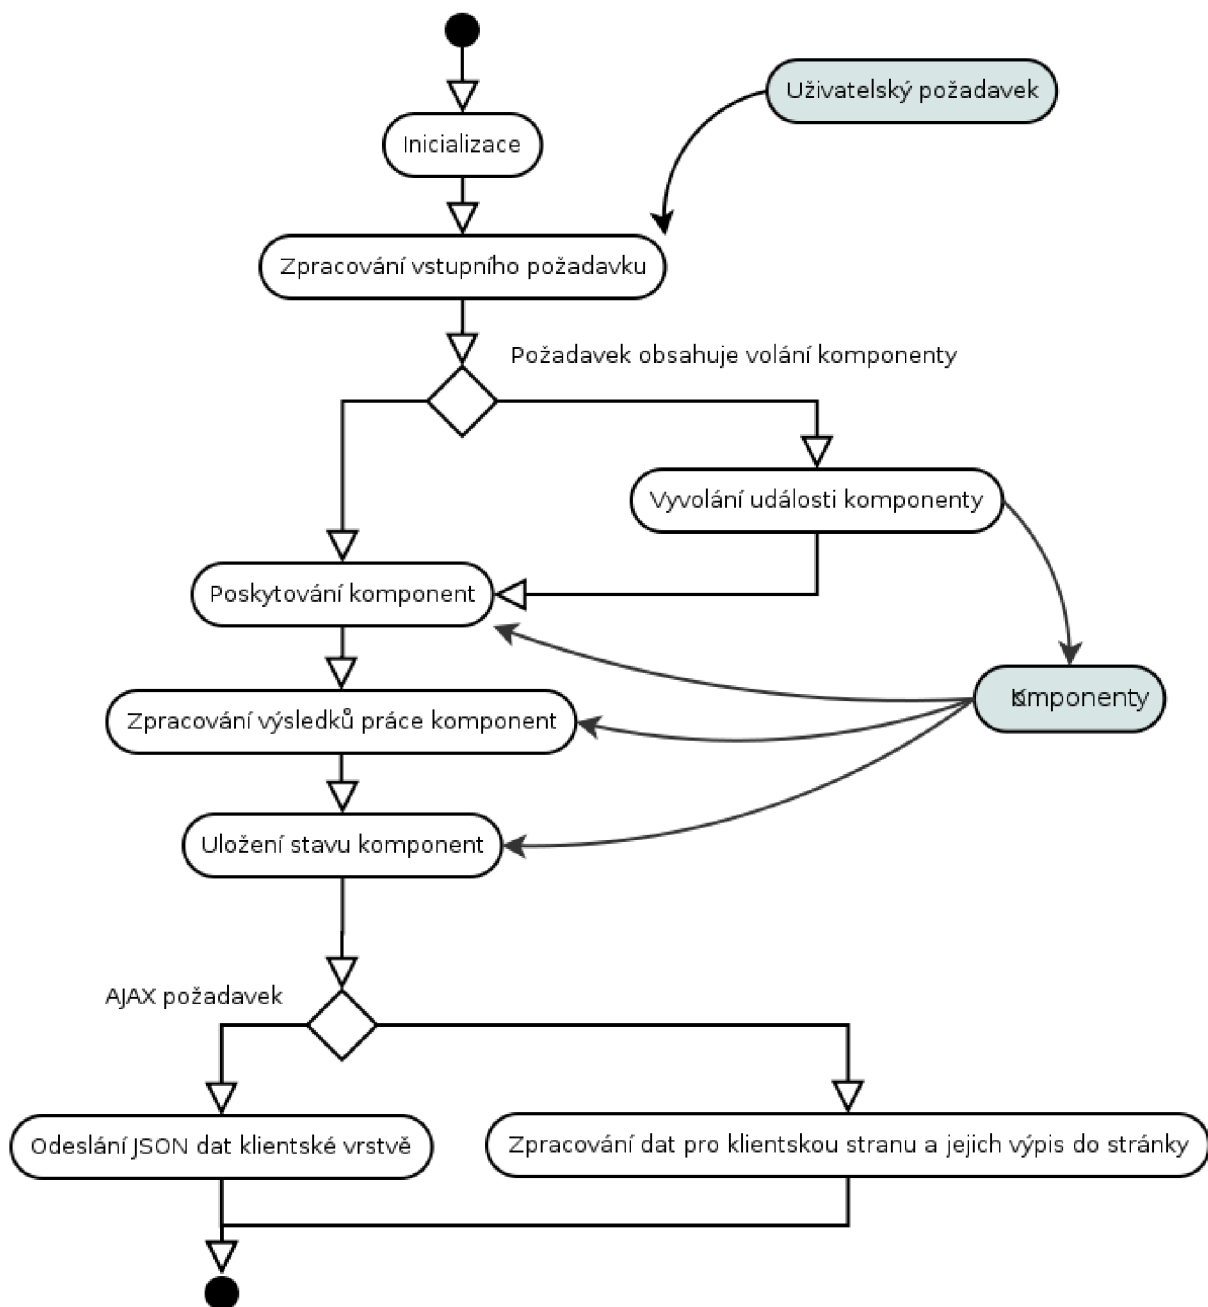 Uživatelský požadavek
Inicializace
Zpracování vstupního požadavku
Požadavek obsahuje volání komponenty
Vyvolání události komponenty
Poskytování komponent
Komponenty
Zpracování výsledků práce komponent
Uložení stavu komponent
AJAX požadavek
Odeslání JSON dat klientské vrstvě
Zpracování dat pro klientskou stranu a jejich výpis do stránky